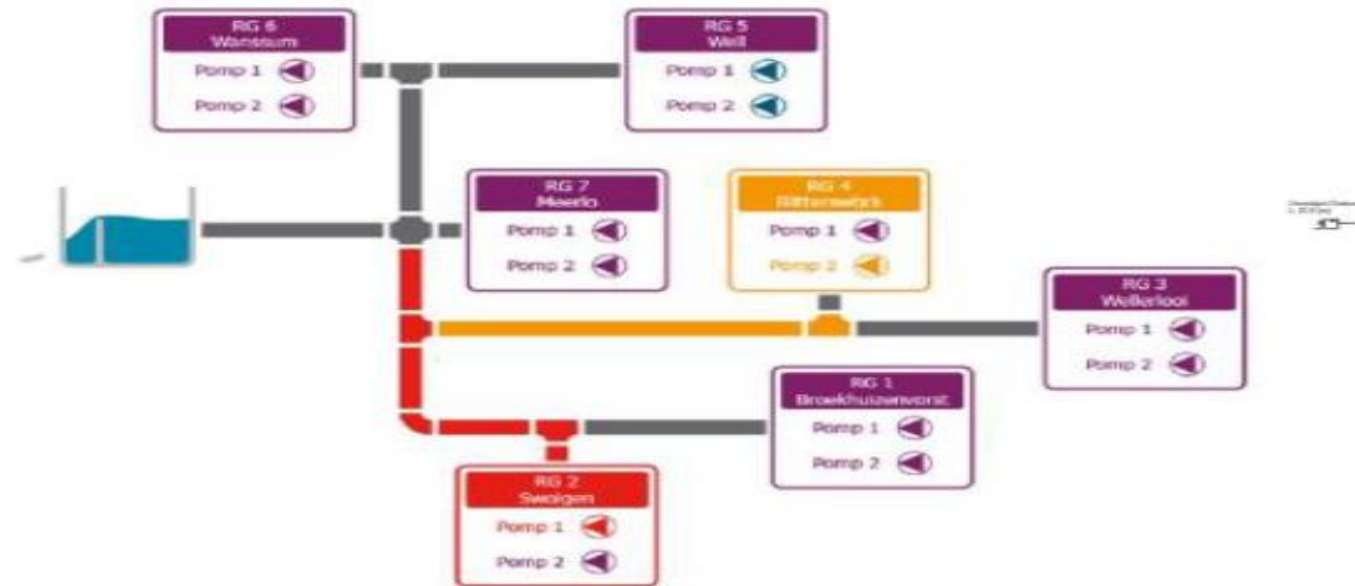 RG 6
Wanssum
Pomp 1
Pomp 2
RG 5
Well
Pomp 1
Pomp 2
RG 7
Meerlo
Pomp 1
Pomp 2
RG 4
Blitterswijck
Pomp 1
Pomp 2
RG 3
Wellerlooi
Pomp 1
Pomp 2
RG 1
Broekhuizenvorst
Pomp 1
Pomp 2
RG 2
Swolgen
Pomp 1
Pomp 2